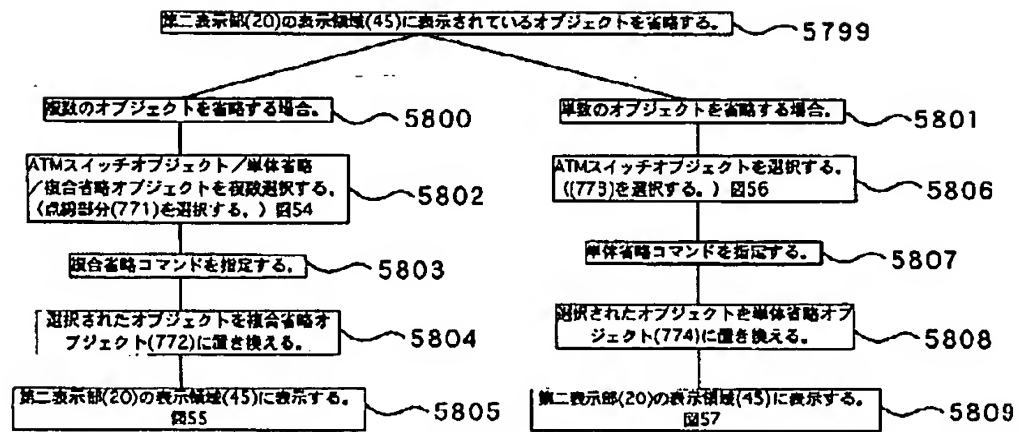 第二表示部(20)の表示領域(45)に表示されているオブジェクトを省略する。
5799
複数のオブジェクトを省略する場合。
5800
単数のオブジェクトを省略する場合。
5801
ATMスイッチオブジェクト/単体省略
/複合省略オブジェクトを複数選択する。
(点網部分(771)を選択する。) 図54
5802
ATMスイッチオブジェクトを選択する。
((773)を選択する。) 図56
5806
複合省略コマンドを指定する。
5803
単体省略コマンドを指定する。
5807
選択されたオブジェクトを複合省略オ
ブジェクト(772)に置き換える。
5804
選択されたオブジェクトを単体省略オブ
ジェクト(774)に置き換える。
5808
第二表示部(20)の表示領域(45)に表示する。
図55
5805
第二表示部(20)の表示領域(45)に表示する。
図57
5809